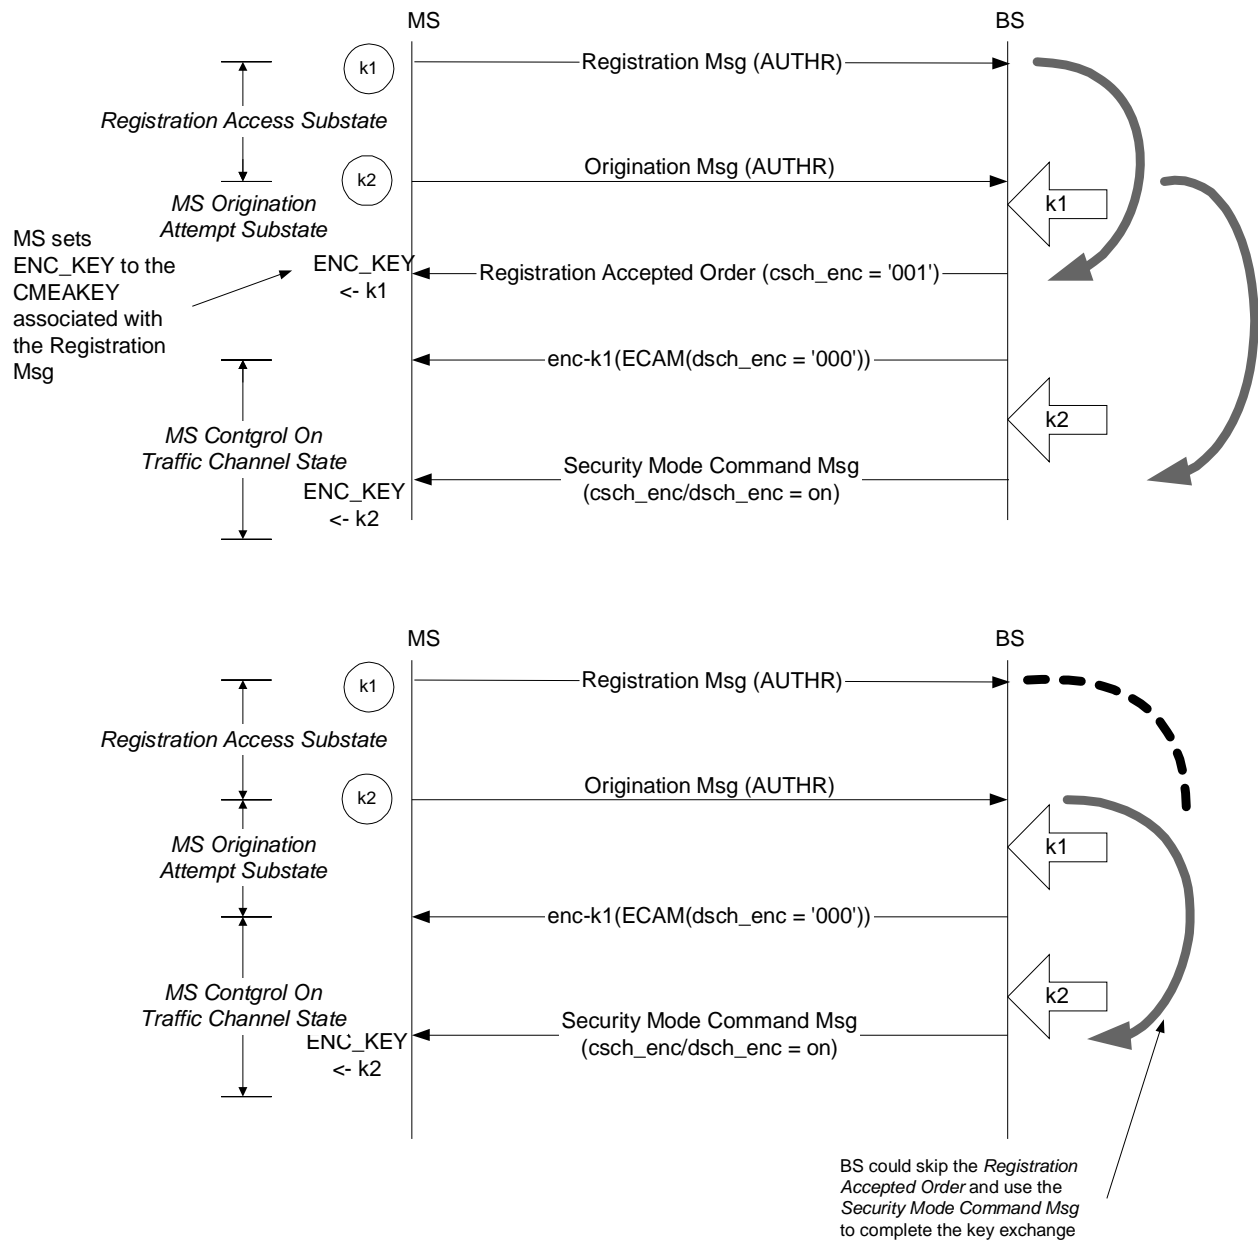 MS
BS
k1
Registration Msg (AUTHR)
Registration Access Substate
k2
Origination Msg (AUTHR)
k1
MS Origination
Attempt Substate
MS sets
ENC_KEY to the
CMEAKEY
associated with
the Registration
Msg
ENC_KEY
<- k1
Registration Accepted Order (csch_enc = '001')
enc-k1(ECAM(dsch_enc = '000'))
k2
MS Contgrol On
Traffic Channel State
Security Mode Command Msg
(csch_enc/dsch_enc = on)
ENC_KEY
<- k2
MS
BS
k1
Registration Msg (AUTHR)
Registration Access Substate
k2
Origination Msg (AUTHR)
k1
MS Origination
Attempt Substate
enc-k1(ECAM(dsch_enc = '000'))
k2
MS Contgrol On
Traffic Channel State
Security Mode Command Msg
(csch_enc/dsch_enc = on)
ENC_KEY
<- k2
BS could skip the Registration
Accepted Order and use the
Security Mode Command Msg
to complete the key exchange